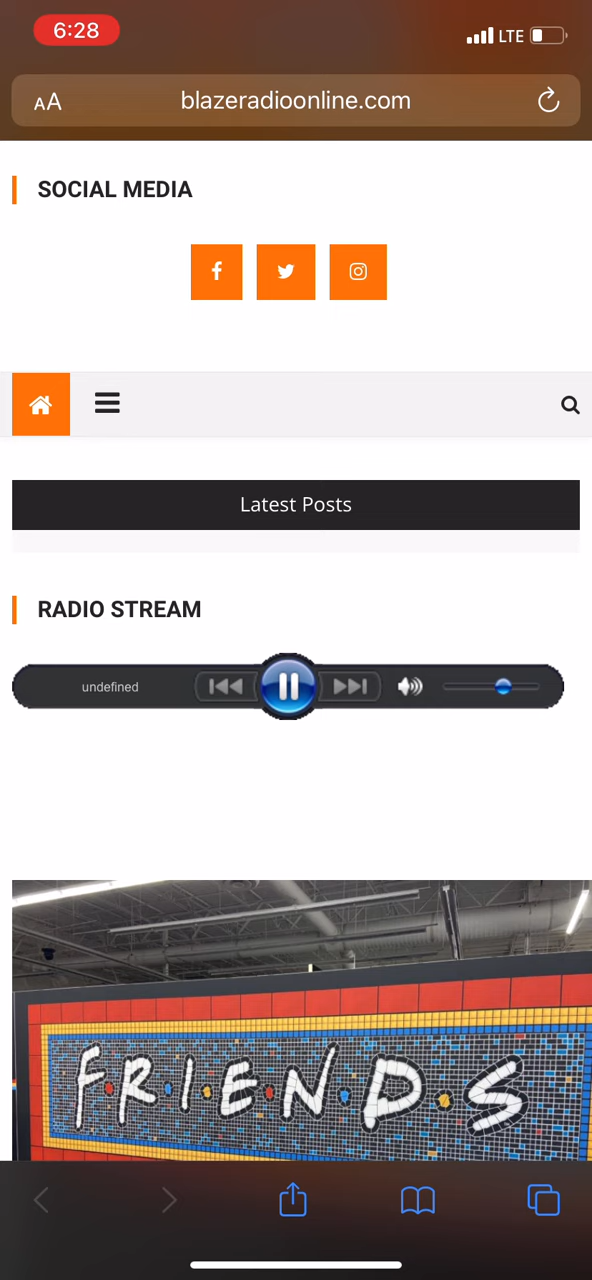 6:28
LTE
AA
blazeradioonline.com
SOCIAL MEDIA
Latest Posts
RADIO STREAM
undefined
F·R·I·E·N·D·S